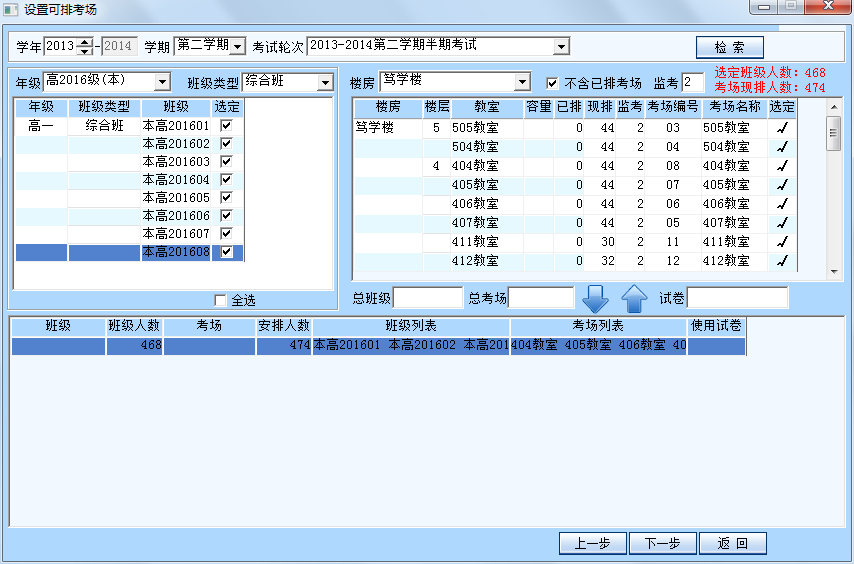 设置可排考场
学年 2013 - 2014 学期 第二学期 考试轮次 2013-2014第二学期半期考试 检 索
年级 高2016级(本) 班级类型 综合班
年级 班级类型 班级 选定
高一 综合班 本高201601
本高201602
本高201603
本高201604
本高201605
本高201606
本高201607
本高201608
全选
楼房 笃学楼 不含已排考场 监考 2
选定班级人数: 468
考场现排人数: 474
楼房 楼层 教室 容量 已排 现排 监考 考场编号 考场名称 选定
笃学楼 5 505教室 0 44 2 03 505教室 √
504教室 0 44 2 04 504教室 √
4 404教室 0 44 2 08 404教室 √
405教室 0 44 2 07 405教室 √
406教室 0 44 2 06 406教室 √
407教室 0 44 2 05 407教室 √
411教室 0 30 2 11 411教室 √
412教室 0 32 2 12 412教室 √
总班级 总考场 试卷
班级 班级人数 考场 安排人数 班级列表 考场列表 使用试卷
468 474 本高201601 本高201602 本高201 404教室 405教室 406教室 40
上一步 下一步 返 回